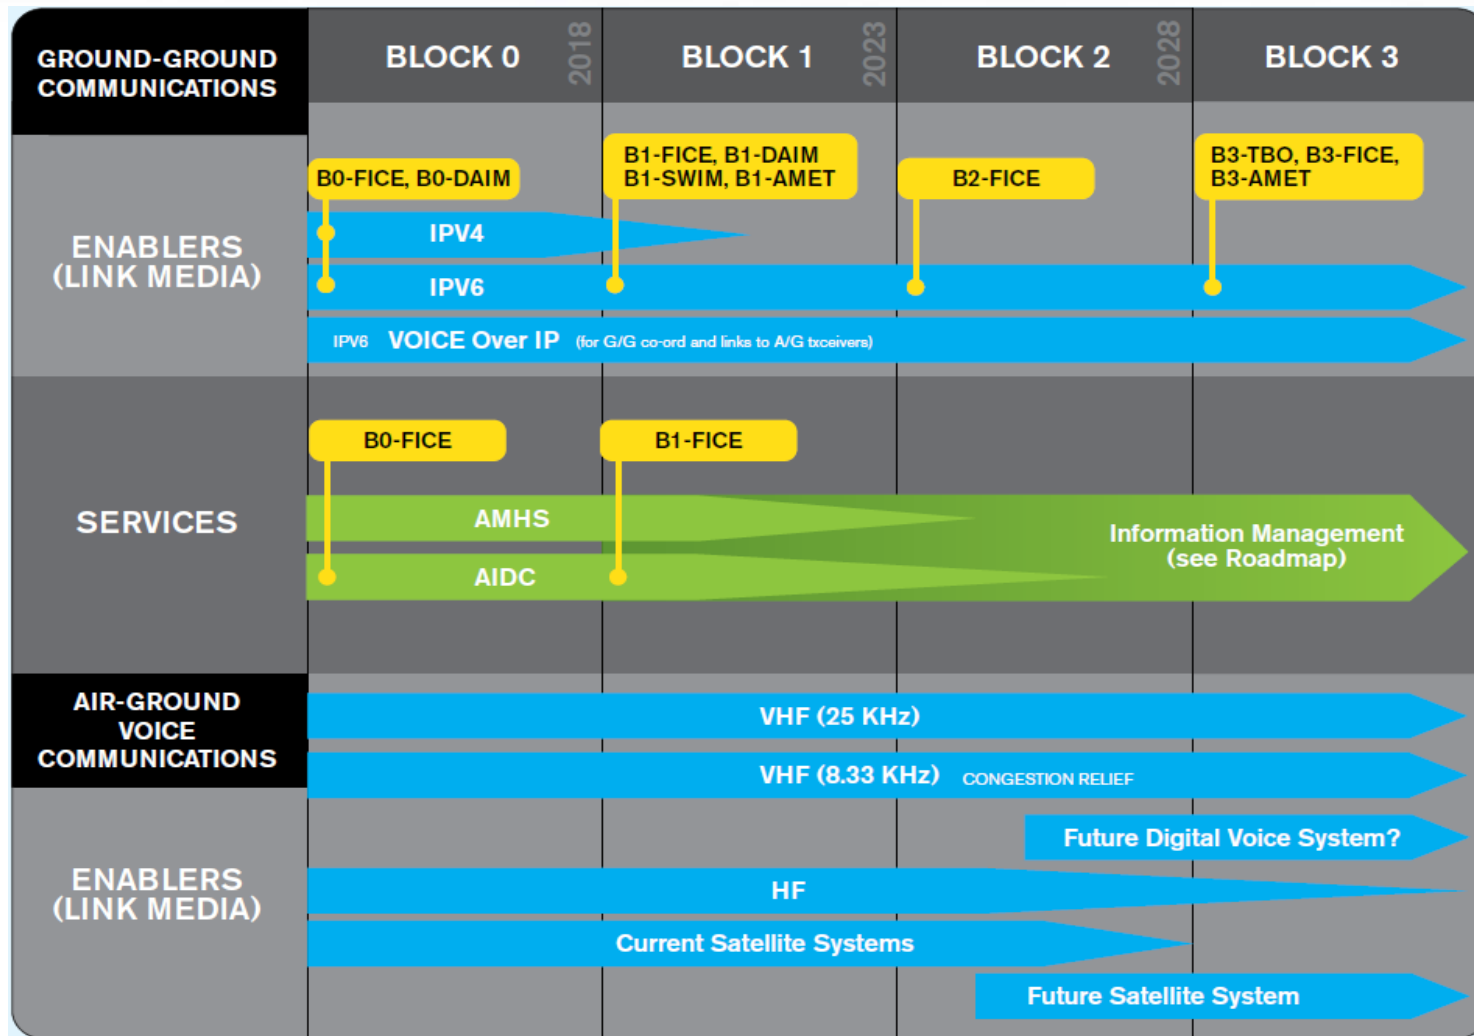 GROUND-GROUND
COMMUNICATIONS
BLOCK 0
2018
BLOCK 1
2023
BLOCK 2
2028
BLOCK 3
ENABLERS
(LINK MEDIA)
B0-FICE, B0-DAIM
B1-FICE, B1-DAIM
B1-SWIM, B1-AMET
B2-FICE
B3-TBO, B3-FICE,
B3-AMET
IPV4
IPV6
IPV6 VOICE Over IP (for G/G co-ord and links to A/G txceivers)
SERVICES
B0-FICE
B1-FICE
AMHS
AIDC
Information Management
(see Roadmap)
AIR-GROUND
VOICE
COMMUNICATIONS
VHF (25 KHz)
VHF (8.33 KHz) CONGESTION RELIEF
ENABLERS
(LINK MEDIA)
Future Digital Voice System?
HF
Current Satellite Systems
Future Satellite System